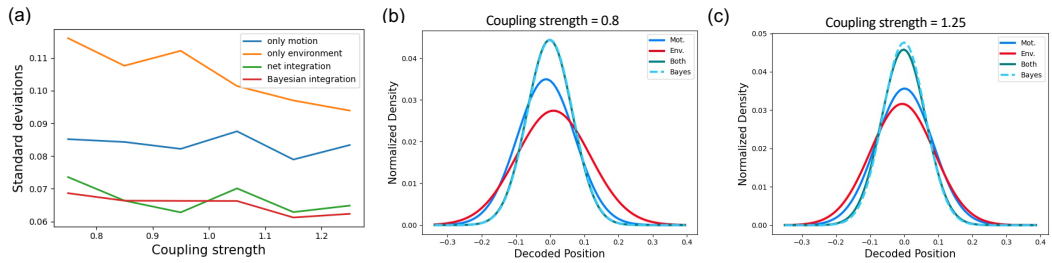 (a)
Standard deviations
0.11
0.10
0.09
0.08
0.07
0.06
only motion
only environment
net integration
Bayesian integration
0.8 0.9 1.0 1.1 1.2
Coupling strength
(b)
Coupling strength = 0.8
Normalized Density
0.04
0.03
0.02
0.01
0.00
Mot.
Env.
Both
Bayes
−0.3 −0.2 −0.1 0.0 0.1 0.2 0.3 0.4
Decoded Position
(c)
Coupling strength = 1.25
Normalized Density
0.05
0.04
0.03
0.02
0.01
0.00
Mot.
Env.
Both
Bayes
−0.3 −0.2 −0.1 0.0 0.1 0.2 0.3 0.4
Decoded Position